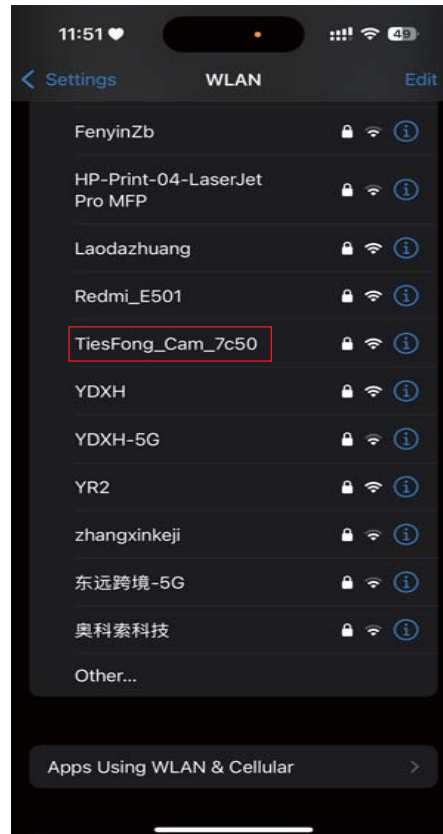 11:51
49
Settings
WLAN
Edit
FenyinZb
HP-Print-04-LaserJet
Pro MFP
Laodazhuang
Redmi_E501
TiesFong_Cam_7c50
YDXH
YDXH-5G
YR2
zhangxinkeji
东远跨境-5G
奥科索科技
Other...
Apps Using WLAN & Cellular